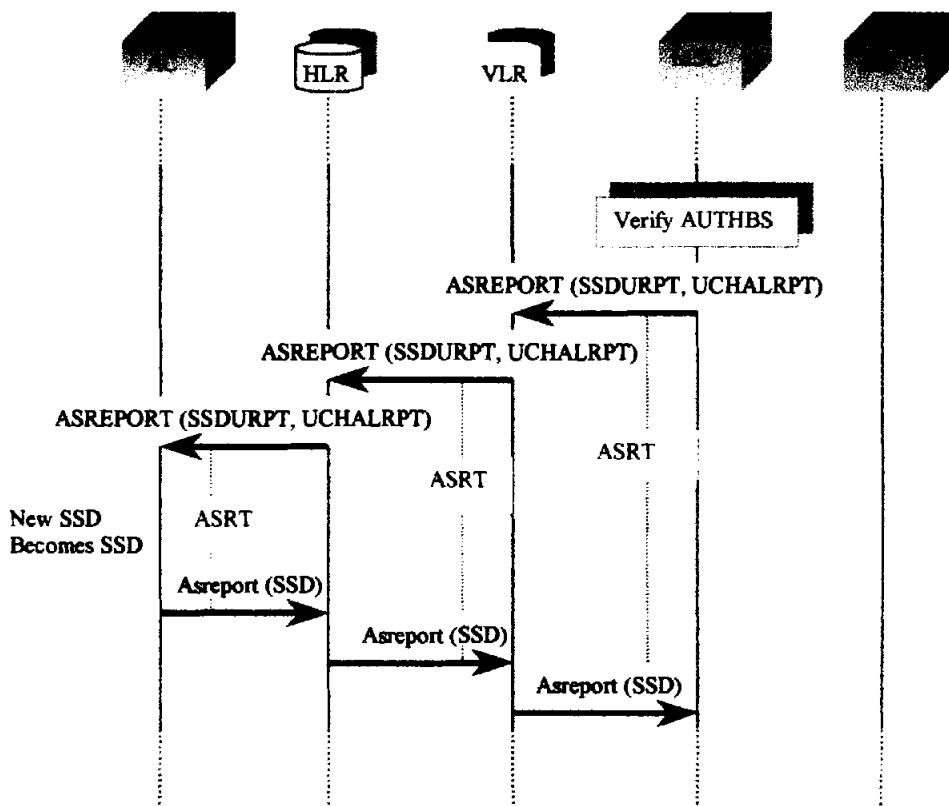 HLR
VLR
Verify AUTHBS
ASREPORT (SSDURPT, UCHALRPT)
ASREPORT (SSDURPT, UCHALRPT)
ASREPORT (SSDURPT, UCHALRPT)
ASRT
ASRT
New SSD
Becomes SSD
ASRT
Asreport (SSD)
Asreport (SSD)
Asreport (SSD)